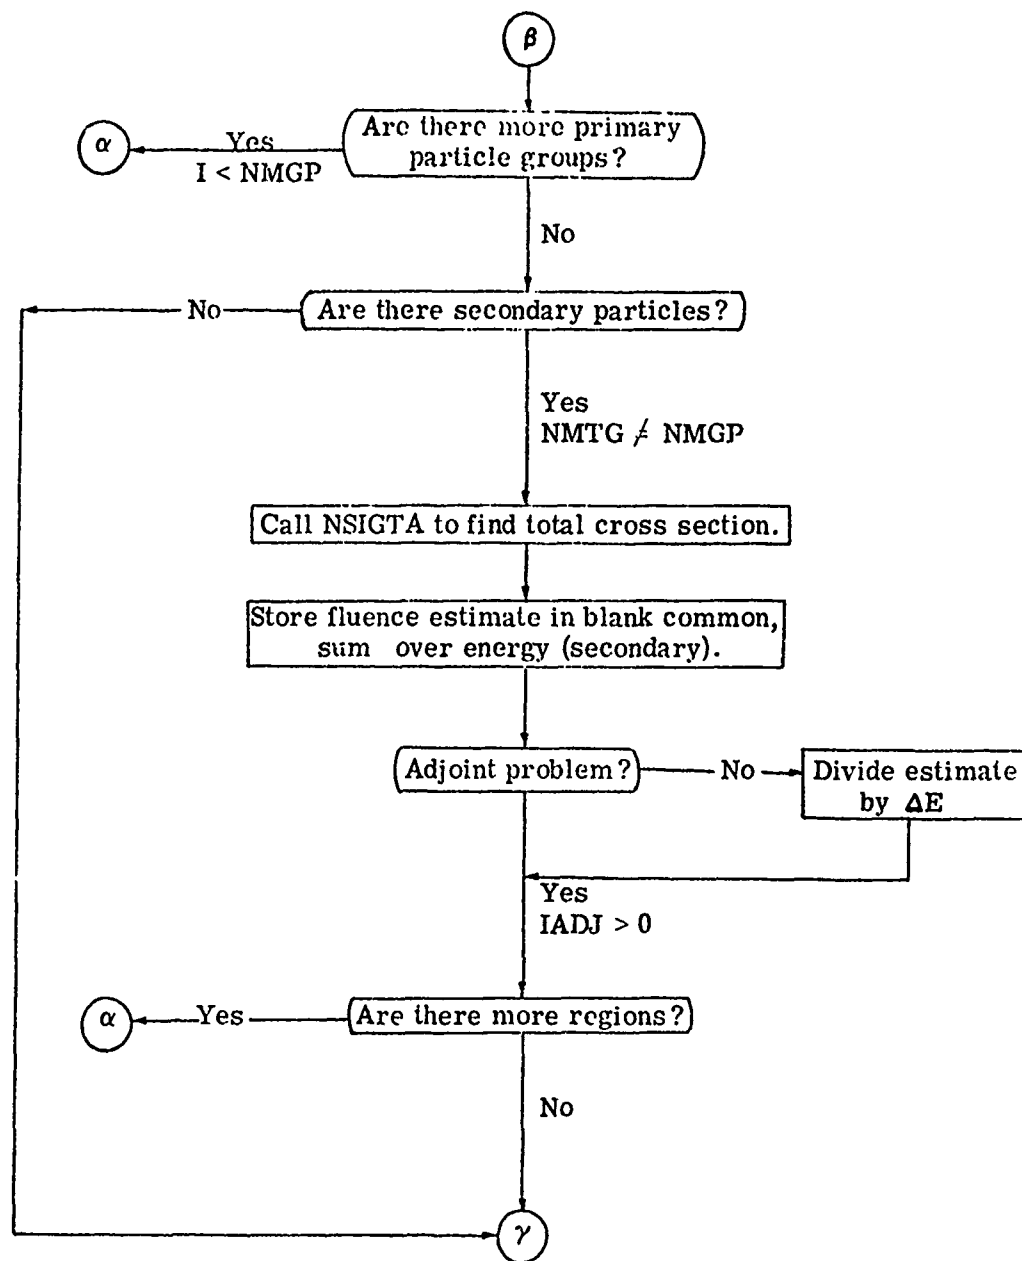 β
Are there more primary
particle groups?
α
Yes
I < NMGP
No
Are there secondary particles?
No
Yes
NMTG ≠ NMGP
Call NSIGTA to find total cross section.
Store fluence estimate in blank common,
sum over energy (secondary).
Adjoint problem?
No
Divide estimate
by ΔE
Yes
IADJ > 0
Are there more regions?
Yes
α
No
γ